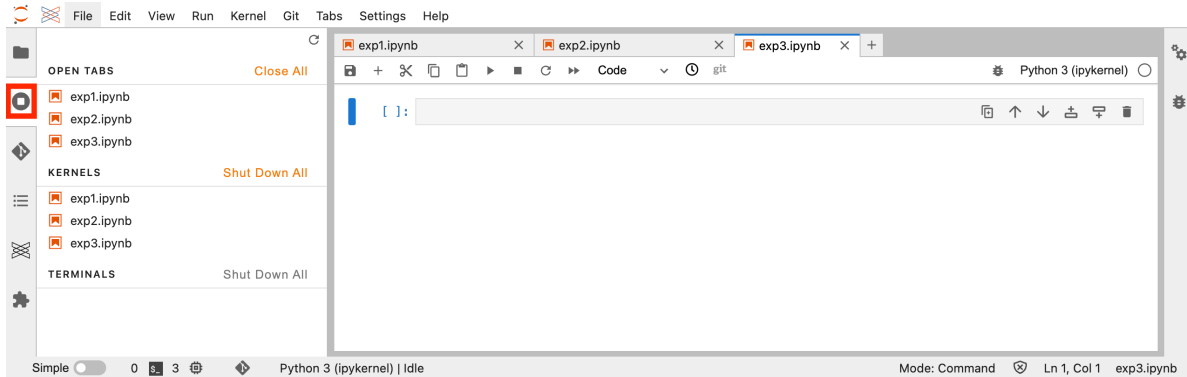 File Edit View Run Kernel Git Tabs Settings Help
OPEN TABS Close All
exp1.ipynb
exp2.ipynb
exp3.ipynb
KERNELS Shut Down All
exp1.ipynb
exp2.ipynb
exp3.ipynb
TERMINALS Shut Down All
exp1.ipynb exp2.ipynb exp3.ipynb
Code git Python 3 (ipykernel)
[ ]:
Simple 0 $_ 3 Python 3 (ipykernel) | Idle Mode: Command Ln 1, Col 1 exp3.ipynb